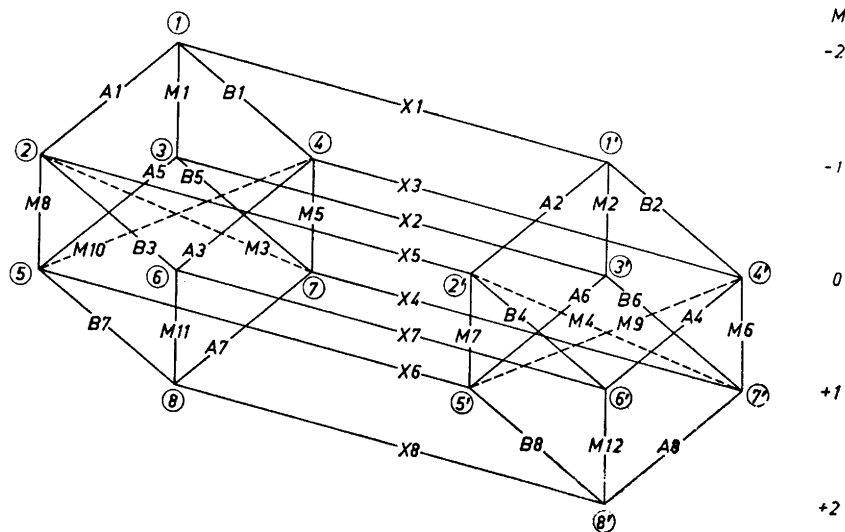 M
1
-2
A1 M1 B1
X1
2 3 4 1' -1
A5 B5 X3
M8 M5 X2 A2 M2 B2
M10 B3 A3 M3 X5
5 6 7 2' 3' 4' 0
X4 A6 B6
B7 M11 A7 X7 M7 B4 M4 M9 A4 M6
X6
8 5' 6' 7' +1
X8 B8 M12 A8
8' +2